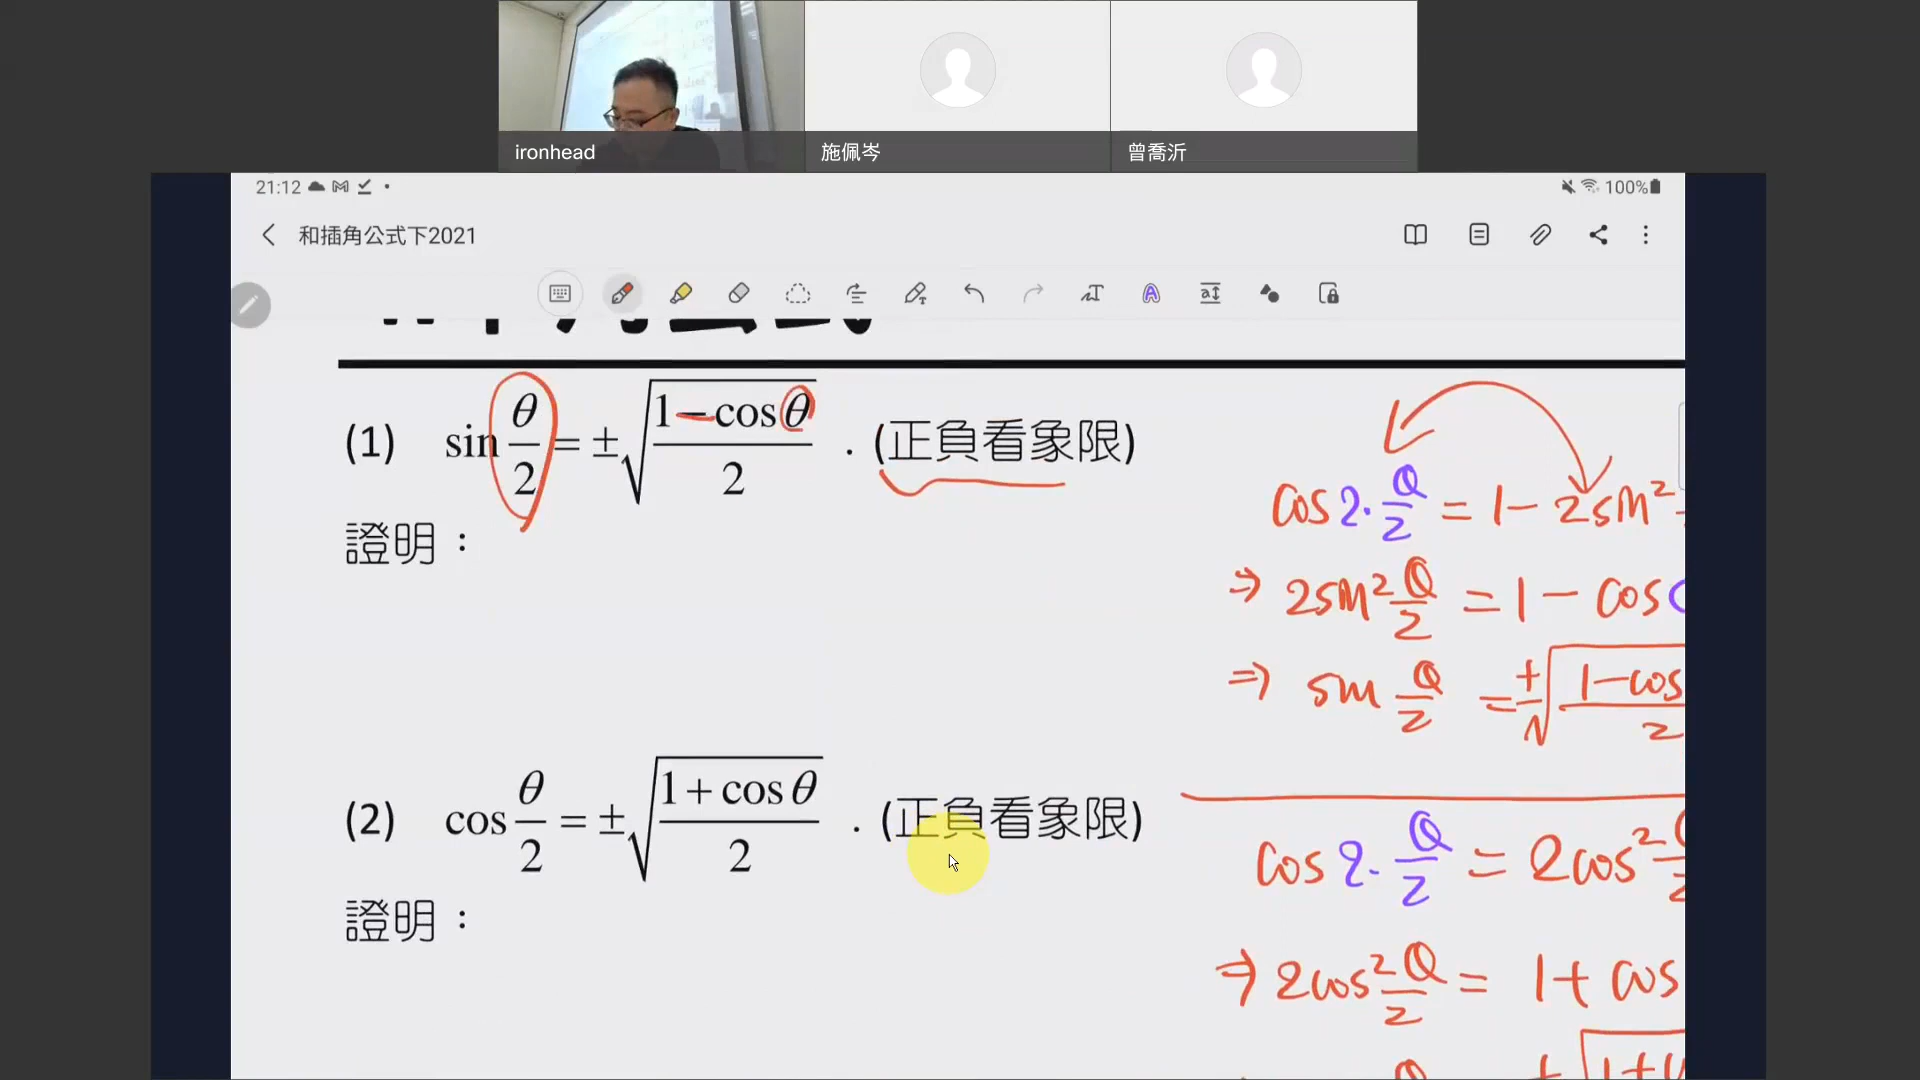 ironhead
施佩岑
曾喬沂
21:12
100%
和插角公式下2021
(1) sin θ/2 = ±√((1−cosθ)/2) . (正負看象限)
證明：
cos 2·θ/2 = 1 − 2sin²
⇒ 2sin² θ/2 = 1 − cos
⇒ sin θ/2 = ±√((1−cos)/2)
(2) cos θ/2 = ±√((1+cosθ)/2) . (正負看象限)
證明：
cos 2·θ/2 = 2cos²
⇒ 2cos² θ/2 = 1 + cos